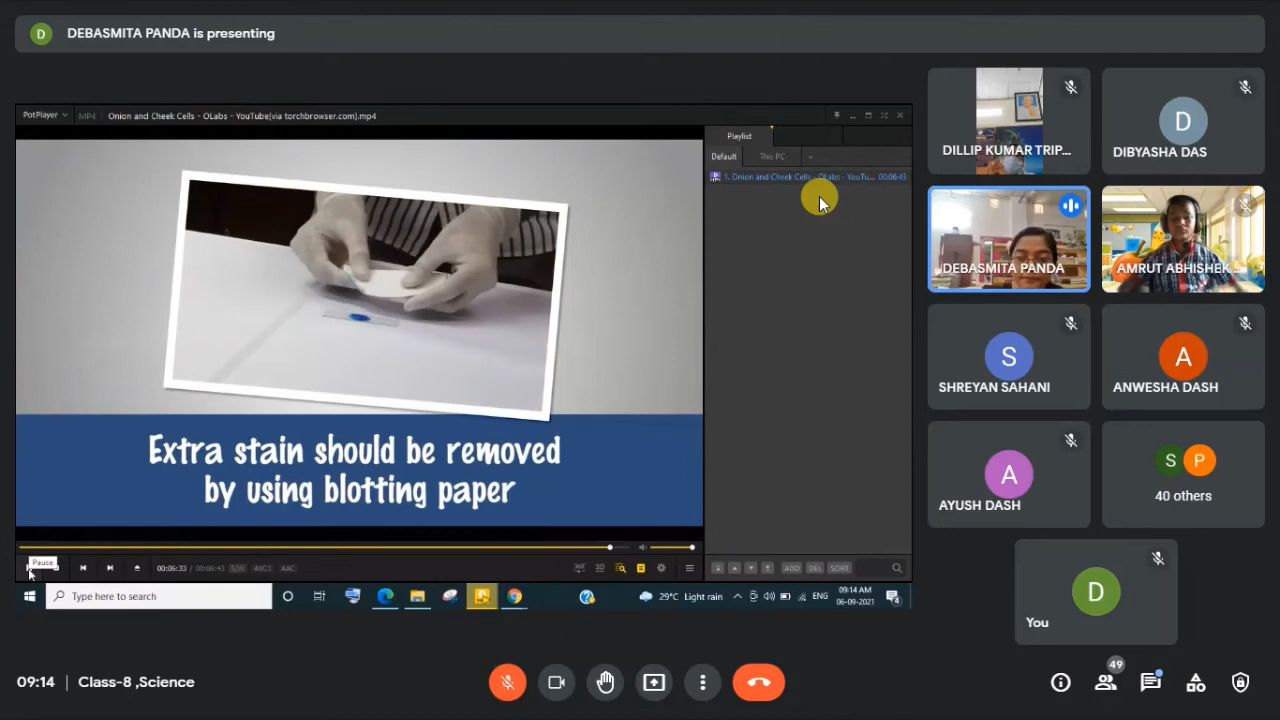 D
DEBASMITA PANDA is presenting
PotPlayer
MP4
Onion and Cheek Cells - OLabs - YouTube(via torchbrowser.com).mp4
Playlist
Default
This PC
1. Onion and Cheek Cells - OLabs - YouTu... 00:06:43
Extra stain should be removed
by using blotting paper
Pause
00:06:33 / 00:06:43
S/W
AVC1
AAC
360°
3D
ADD
DEL
SORT
Type here to search
29°C Light rain
ENG
09:14 AM
06-09-2021
4
DILLIP KUMAR TRIP...
D
DIBYASHA DAS
DEBASMITA PANDA
AMRUT ABHISHEK...
S
SHREYAN SAHANI
A
ANWESHA DASH
A
AYUSH DASH
S P
40 others
D
You
09:14 | Class-8 ,Science
49